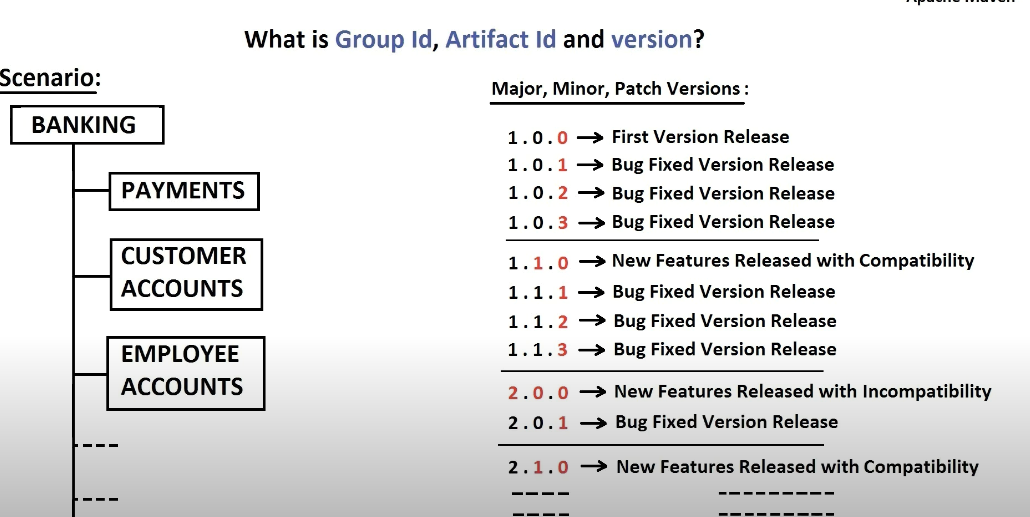 Apache Maven
What is Group Id, Artifact Id and version?
Scenario:
BANKING
PAYMENTS
CUSTOMER
ACCOUNTS
EMPLOYEE
ACCOUNTS
Major, Minor, Patch Versions :
1.0.0 → First Version Release
1.0.1 → Bug Fixed Version Release
1.0.2 → Bug Fixed Version Release
1.0.3 → Bug Fixed Version Release
1.1.0 → New Features Released with Compatibility
1.1.1 → Bug Fixed Version Release
1.1.2 → Bug Fixed Version Release
1.1.3 → Bug Fixed Version Release
2.0.0 → New Features Released with Incompatibility
2.0.1 → Bug Fixed Version Release
2.1.0 → New Features Released with Compatibility